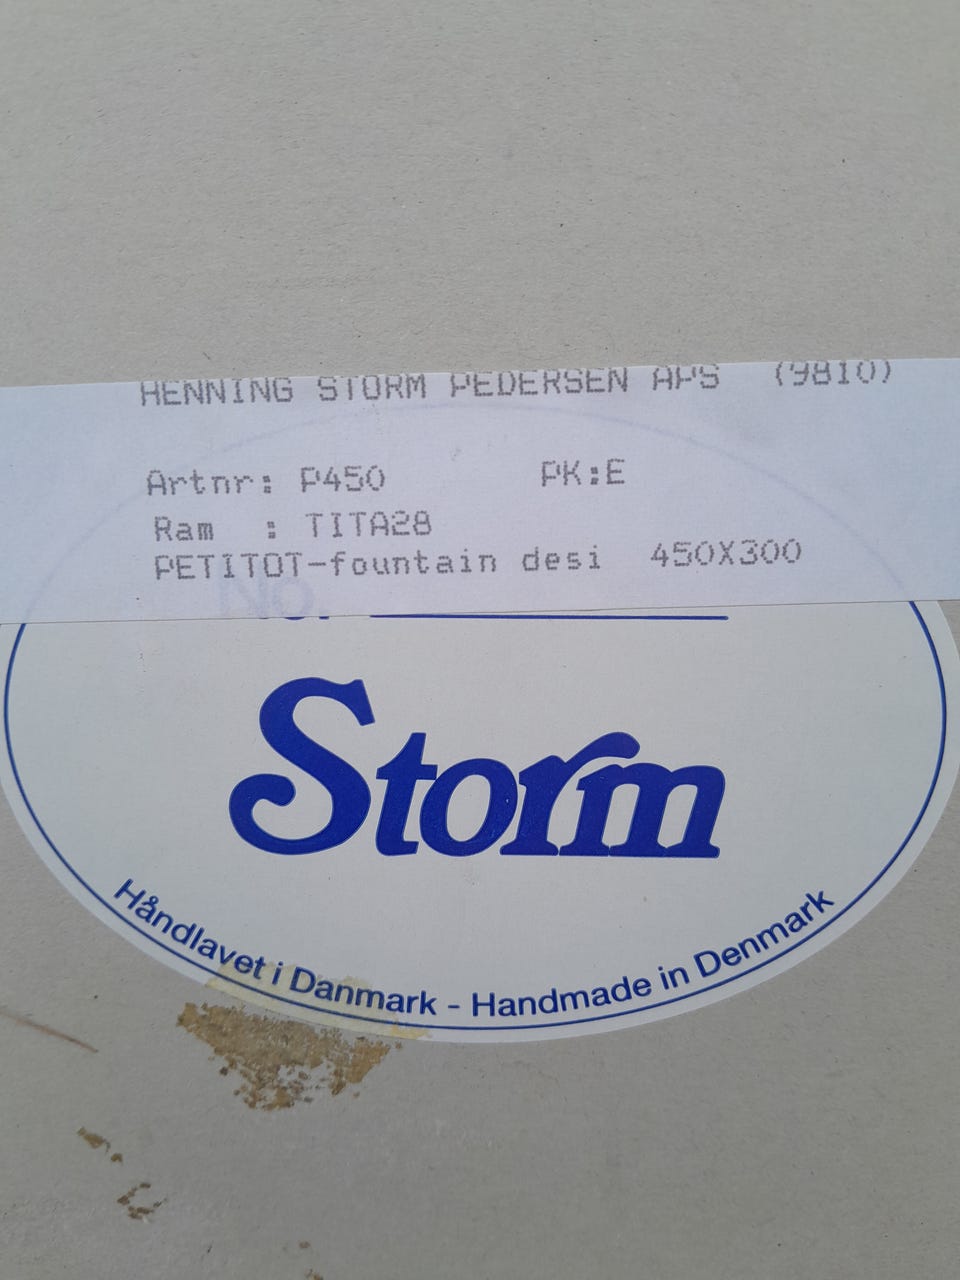 HENNING STORM PEDERSEN APS (9810)
Artnr: P450 PK:E
Ram : TITA28
PETITOT-fountain desi 450X300
No.
Storm
Håndlavet i Danmark - Handmade in Denmark